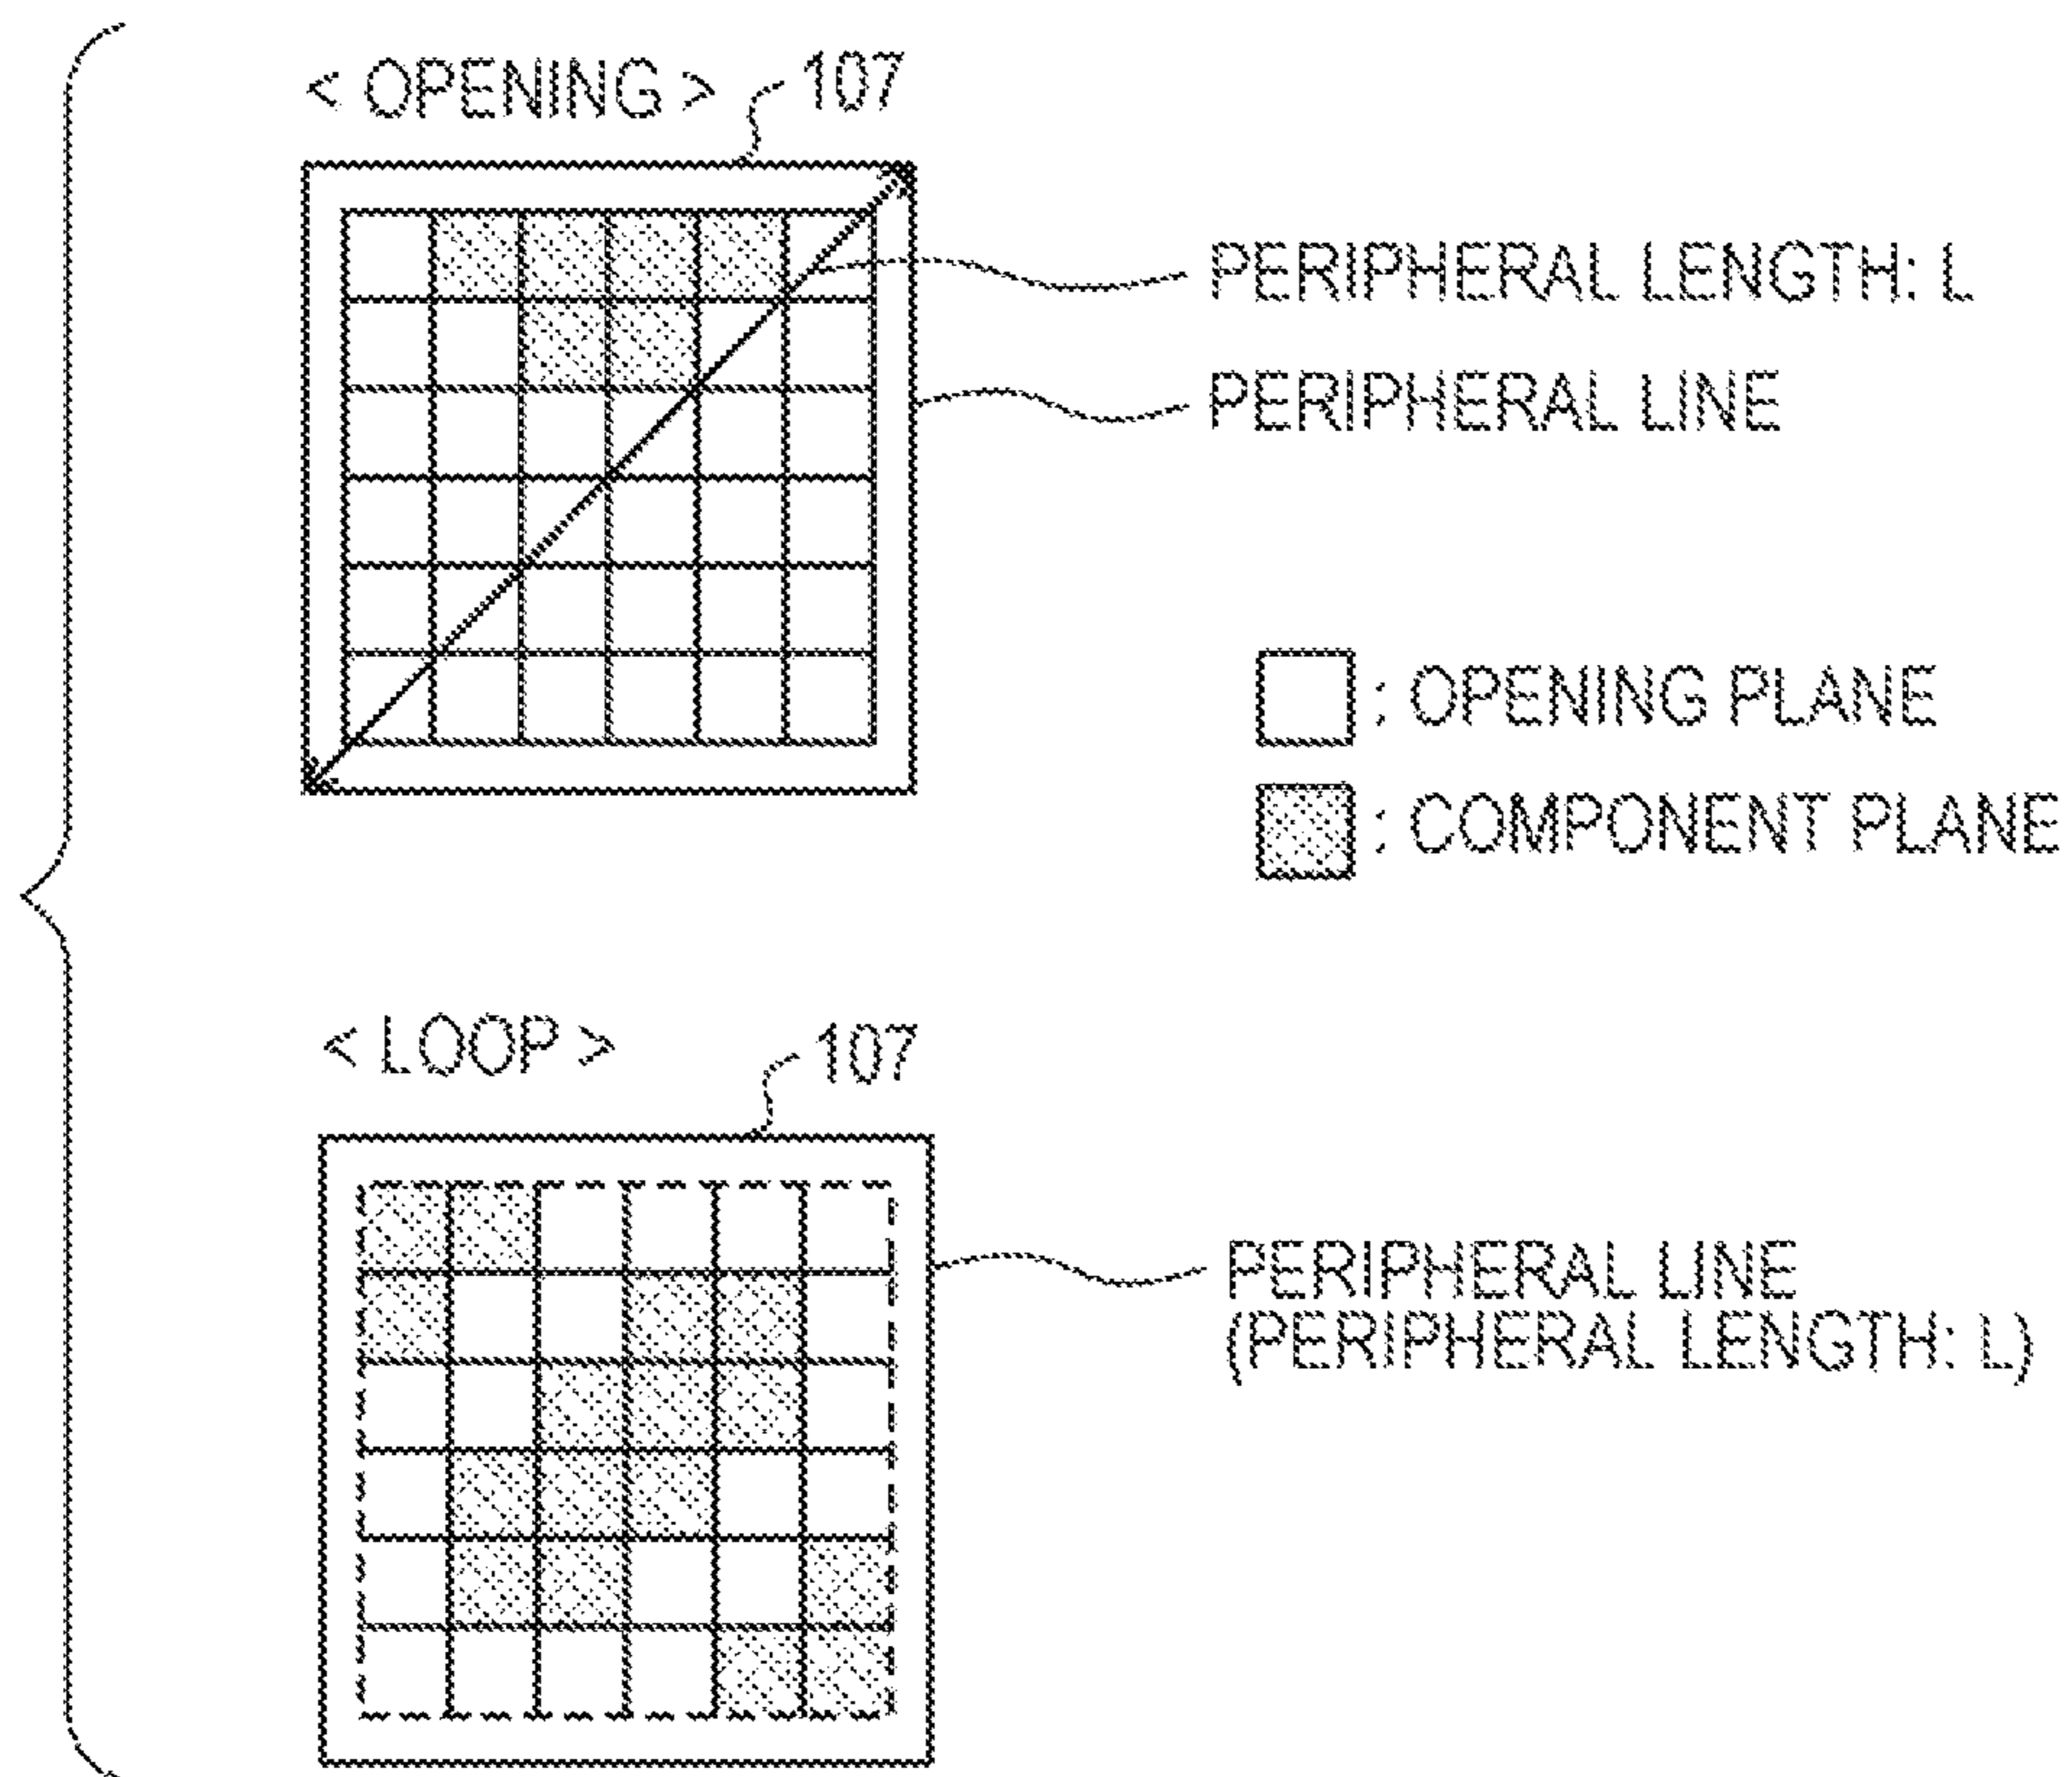 < OPENING >
107
PERIPHERAL LENGTH: L
PERIPHERAL LINE
: OPENING PLANE
: COMPONENT PLANE
< LOOP >
107
PERIPHERAL LINE
(PERIPHERAL LENGTH: L)